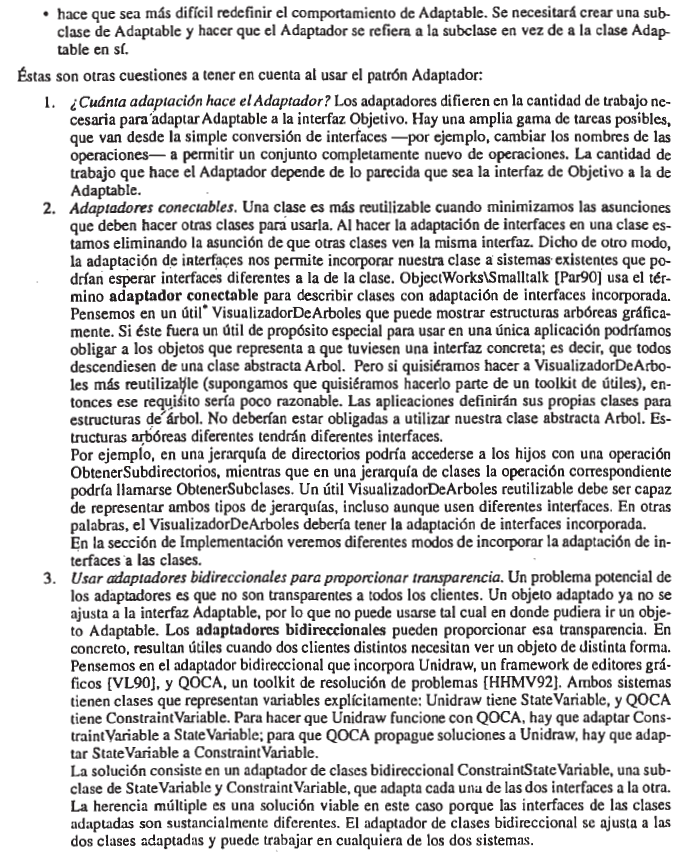 • hace que sea más difícil redefinir el comportamiento de Adaptable. Se necesitará crear una sub-
clase de Adaptable y hacer que el Adaptador se refiera a la subclase en vez de a la clase Adap-
table en sí.
Éstas son otras cuestiones a tener en cuenta al usar el patrón Adaptador:
1. ¿Cuánta adaptación hace el Adaptador? Los adaptadores difieren en la cantidad de trabajo ne-
cesaria para adaptar Adaptable a la interfaz Objetivo. Hay una amplia gama de tareas posibles,
que van desde la simple conversión de interfaces —por ejemplo, cambiar los nombres de las
operaciones— a permitir un conjunto completamente nuevo de operaciones. La cantidad de
trabajo que hace el Adaptador depende de lo parecida que sea la interfaz de Objetivo a la de
Adaptable.
2. Adaptadores conectables. Una clase es más reutilizable cuando minimizamos las asunciones
que deben hacer otras clases para usarla. Al hacer la adaptación de interfaces en una clase es-
tamos eliminando la asunción de que otras clases ven la misma interfaz. Dicho de otro modo,
la adaptación de interfaces nos permite incorporar nuestra clase a sistemas existentes que po-
drían esperar interfaces diferentes a la de la clase. ObjectWorks\Smalltalk [Par90] usa el tér-
mino adaptador conectable para describir clases con adaptación de interfaces incorporada.
Pensemos en un útil* VisualizadorDeArboles que puede mostrar estructuras arbóreas gráfica-
mente. Si éste fuera un útil de propósito especial para usar en una única aplicación podríamos
obligar a los objetos que representa a que tuviesen una interfaz concreta; es decir, que todos
descendiesen de una clase abstracta Arbol. Pero si quisiéramos hacer a VisualizadorDeArbo-
les más reutilizable (supongamos que quisiéramos hacerlo parte de un toolkit de útiles), en-
tonces ese requisito sería poco razonable. Las aplicaciones definirán sus propias clases para
estructuras de árbol. No deberían estar obligadas a utilizar nuestra clase abstracta Arbol. Es-
tructuras arbóreas diferentes tendrán diferentes interfaces.
Por ejemplo, en una jerarquía de directorios podría accederse a los hijos con una operación
ObtenerSubdirectorios, mientras que en una jerarquía de clases la operación correspondiente
podría llamarse ObtenerSubclases. Un útil VisualizadorDeArboles reutilizable debe ser capaz
de representar ambos tipos de jerarquías, incluso aunque usen diferentes interfaces. En otras
palabras, el VisualizadorDeArboles debería tener la adaptación de interfaces incorporada.
En la sección de Implementación veremos diferentes modos de incorporar la adaptación de in-
terfaces a las clases.
3. Usar adaptadores bidireccionales para proporcionar transparencia. Un problema potencial de
los adaptadores es que no son transparentes a todos los clientes. Un objeto adaptado ya no se
ajusta a la interfaz Adaptable, por lo que no puede usarse tal cual en donde pudiera ir un obje-
to Adaptable. Los adaptadores bidireccionales pueden proporcionar esa transparencia. En
concreto, resultan útiles cuando dos clientes distintos necesitan ver un objeto de distinta forma.
Pensemos en el adaptador bidireccional que incorpora Unidraw, un framework de editores grá-
ficos [VL90], y QOCA, un toolkit de resolución de problemas [HHMV92]. Ambos sistemas
tienen clases que representan variables explícitamente: Unidraw tiene StateVariable, y QOCA
tiene ConstraintVariable. Para hacer que Unidraw funcione con QOCA, hay que adaptar Cons-
traintVariable a StateVariable; para que QOCA propague soluciones a Unidraw, hay que adap-
tar StateVariable a ConstraintVariable.
La solución consiste en un adaptador de clases bidireccional ConstraintStateVariable, una sub-
clase de StateVariable y ConstraintVariable, que adapta cada una de las dos interfaces a la otra.
La herencia múltiple es una solución viable en este caso porque las interfaces de las clases
adaptadas son sustancialmente diferentes. El adaptador de clases bidireccional se ajusta a las
dos clases adaptadas y puede trabajar en cualquiera de los dos sistemas.